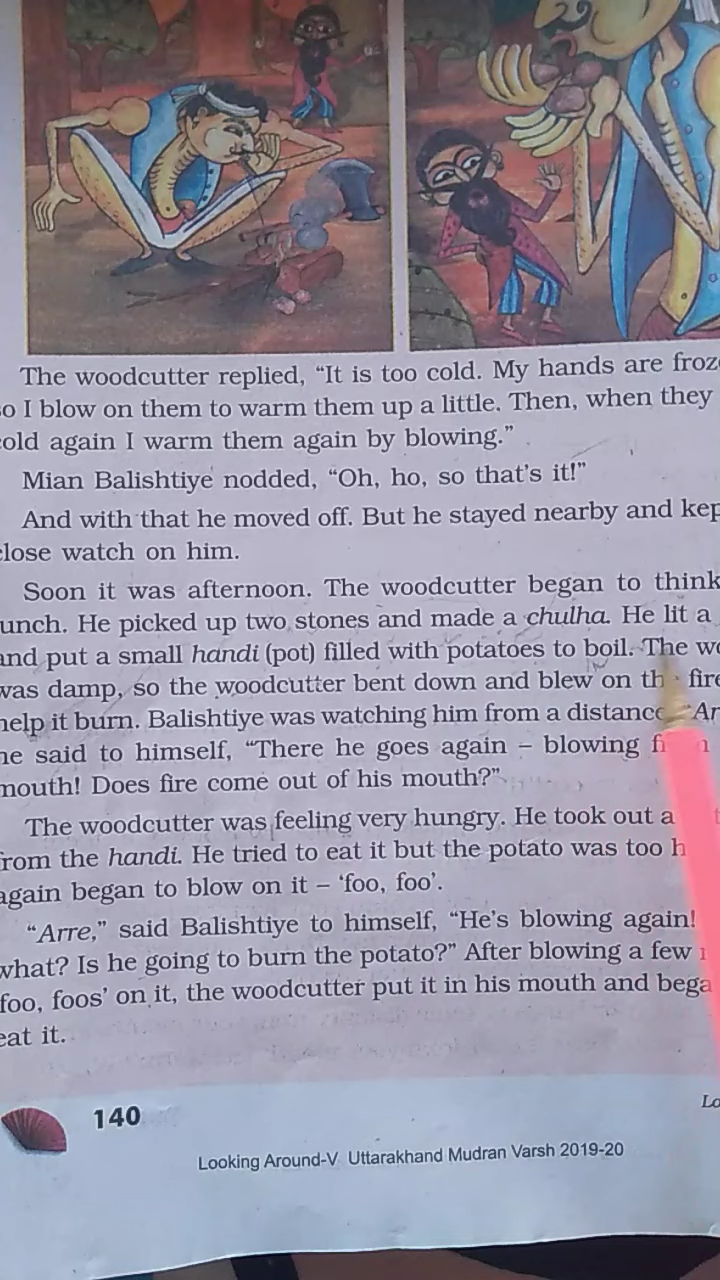 The woodcutter replied, “It is too cold. My hands are
I blow on them to warm them up a little. Then, when they
again I warm them again by blowing.”
Mian Balishtiye nodded, “Oh, ho, so that’s it!”
And with that he moved off. But he stayed nearby and
watch on him.
Soon it was afternoon. The woodcutter began to think
He picked up two stones and made a chulha. He lit a
and put a small handi (pot) filled with potatoes to boil. The
was damp, so the woodcutter bent down and blew on fire
help it burn. Balishtiye was watching him from a distance
he said to himself, “There he goes again – blowing
mouth! Does fire come out of his mouth?”
The woodcutter was feeling very hungry. He took out a
from the handi. He tried to eat it but the potato was too
again began to blow on it – ‘foo, foo’.
“Arre,” said Balishtiye to himself, “He’s blowing again!
what? Is he going to burn the potato?” After blowing a few
foo, foos’ on it, the woodcutter put it in his mouth and
eat it.
140
Looking Around-V Uttarakhand Mudran Varsh 2019-20